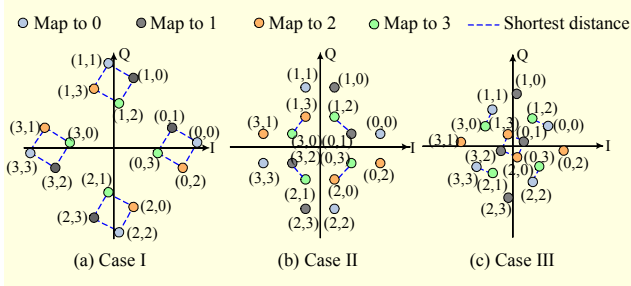 Map to 0 Map to 1 Map to 2 Map to 3 Shortest distance
Q Q Q
(1,1) (1,0) (1,3) (1,2)
(3,1) (3,0) (0,1) (0,0) I
(3,3) (3,2) (0,3) (0,2)
(2,1) (2,0) (2,3) (2,2)
(1,1) (1,0)
(1,3) (1,2)
(3,1) (3,0) (0,1) (0,0) I
(3,3) (3,2) (0,3) (0,2)
(2,1) (2,0)
(2,3) (2,2)
(1,0)
(1,1) (1,2)
(3,0) (1,3) (0,1) (0,0)
(3,1) I
(3,2) (0,3) (0,2)
(3,3) (2,1) (2,0) (2,2)
(2,3)
(a) Case I (b) Case II (c) Case III